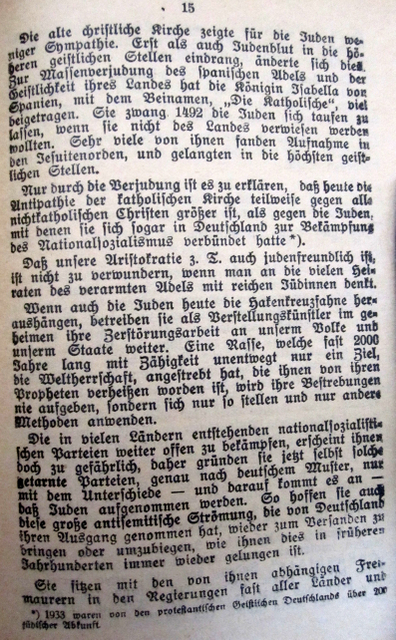 15
Die alte christliche Kirche zeigte für die Juden we-
niger Sympathie. Erst als auch Judenblut in die hö-
heren geistlichen Stellen eindrang, änderte sich dies.
Zur Massenverjudung des spanischen Adels und der
Geistlichkeit ihres Landes hat die Königin Isabella von
Spanien, mit dem Beinamen, „Die Katholische“, viel
beigetragen. Sie zwang 1492 die Juden sich taufen zu
lassen, wenn sie nicht des Landes verwiesen werden
wollten. Sehr viele von ihnen fanden Aufnahme in
den Jesuitenorden, und gelangten in die höchsten geist-
lichen Stellen.
Nur durch die Verjudung ist es zu erklären, daß heute die
Antipathie der katholischen Kirche teilweise gegen alle
nichtkatholischen Christen größer ist, als gegen die Juden,
mit denen sie sich sogar in Deutschland zur Bekämpfung
des Nationalsozialismus verbündet hatte *).
Daß unsere Aristokratie z. T. auch judenfreundlich ist,
ist nicht zu verwundern, wenn man an die vielen Hei-
raten des verarmten Adels mit reichen Jüdinnen denkt.
Wenn auch die Juden heute die Hakenkreuzfahne her-
aushängen, betreiben sie als Verstellungskünstler im ge-
heimen ihre Zerstörungsarbeit an unserm Volke und
unserm Staate weiter. Eine Rasse, welche fast 2000
Jahre lang mit Zähigkeit unentwegt nur ein Ziel,
die Weltherrschaft, angestrebt hat, die ihnen von ihren
Propheten verheißen worden ist, wird ihre Bestrebungen
nie aufgeben, sondern sich nur so stellen und nur andere
Methoden anwenden.
Die in vielen Ländern entstehenden nationalsozialisti-
schen Parteien weiter offen zu bekämpfen, erscheint ihnen
doch zu gefährlich, daher gründen sie jetzt selbst solche
getarnte Parteien, genau nach deutschem Muster, nur
mit dem Unterschiede — und darauf kommt es an —
daß Juden aufgenommen werden. So hoffen sie auch
diese große antisemitische Strömung, die von Deutschland
ihren Ausgang genommen hat, wieder zum Versanden zu
bringen oder umzubiegen, wie ihnen dies in früheren
Jahrhunderten immer wieder gelungen ist.
Sie sitzen mit den von ihnen abhängigen Frei-
maurern in den Regierungen fast aller Länder und
*) 1933 waren von den protestantischen Geistlichen Deutschlands über 200
jüdischer Abkunft.